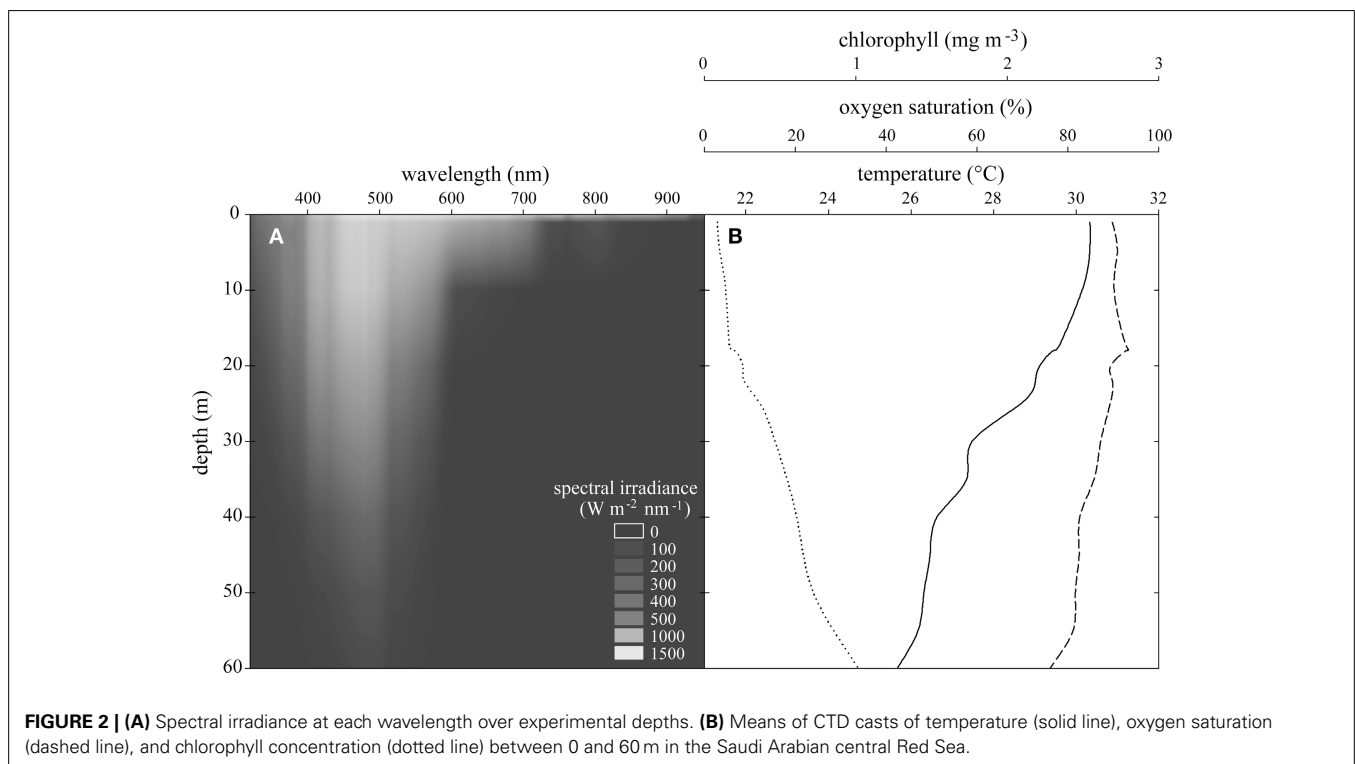 chlorophyll (mg m-3)
0 1 2 3
oxygen saturation (%)
0 20 40 60 80 100
wavelength (nm)
temperature (°C)
400 500 600 700 800 900
22 24 26 28 30 32
A
B
depth (m)
0
10
20
30
40
50
60
spectral irradiance
(W m-2 nm-1)
0
100
200
300
400
500
1000
1500
FIGURE 2 | (A) Spectral irradiance at each wavelength over experimental depths. (B) Means of CTD casts of temperature (solid line), oxygen saturation
(dashed line), and chlorophyll concentration (dotted line) between 0 and 60 m in the Saudi Arabian central Red Sea.